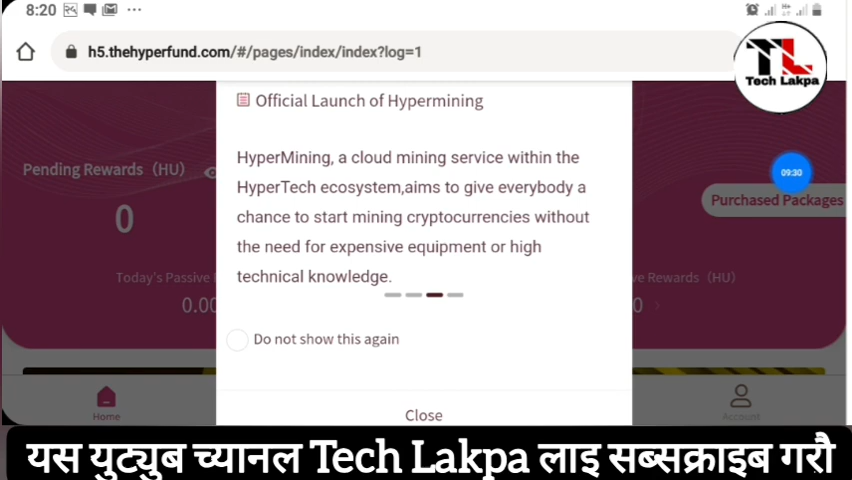 8:20
h5.thehyperfund.com/#/pages/index/index?log=1
TL
Tech Lakpa
Official Launch of Hypermining
HyperMining, a cloud mining service within the
HyperTech ecosystem,aims to give everybody a
chance to start mining cryptocurrencies without
the need for expensive equipment or high
technical knowledge.
Pending Rewards (HU)
0
09:30
Purchased Packages
Today's Passive
0.00
ve Rewards (HU)
0
Do not show this again
Close
Home
Account
यस युट्युब च्यानल Tech Lakpa लाइ सब्सक्राइब गरौ